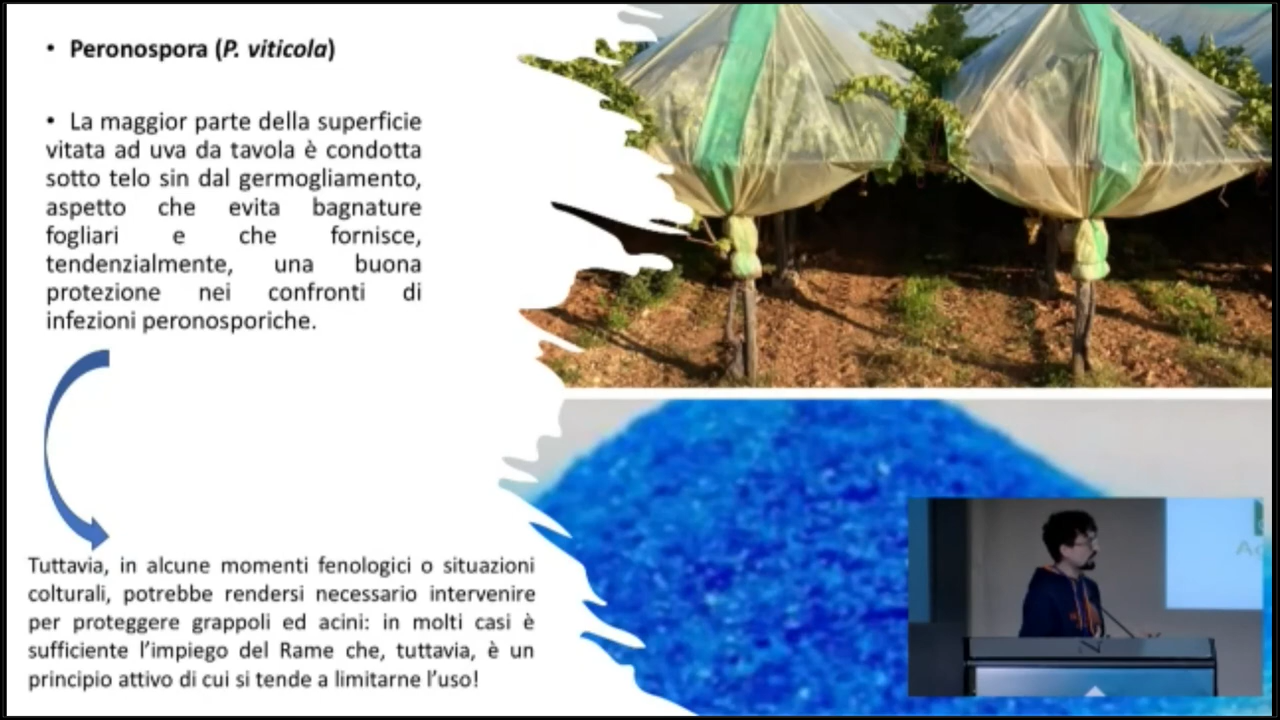 • Peronospora (P. viticola)
• La maggior parte della superficie
vitata ad uva da tavola è condotta
sotto telo sin dal germogliamento,
aspetto che evita bagnature
fogliari e che fornisce,
tendenzialmente, una buona
protezione nei confronti di
infezioni peronosporiche.
Tuttavia, in alcune momenti fenologici o situazioni
colturali, potrebbe rendersi necessario intervenire
per proteggere grappoli ed acini: in molti casi è
sufficiente l'impiego del Rame che, tuttavia, è un
principio attivo di cui si tende a limitarne l'uso!